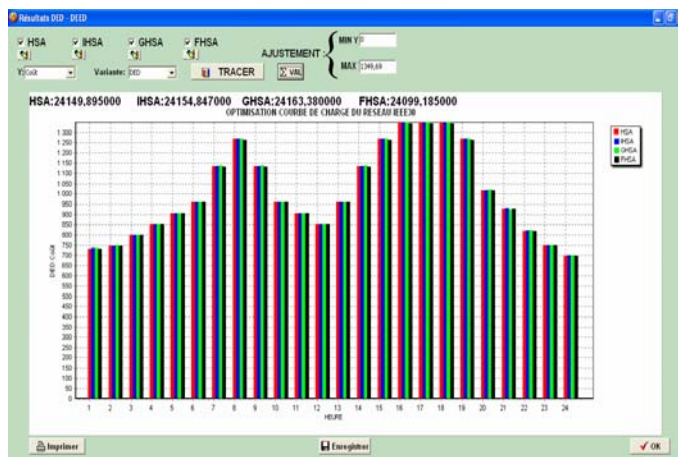 Résultats DED - DEED
HSA IHSA GHSA FHSA
AJUSTEMENT : MIN Y 0
MAX 1349,69
Y: Coût Variante: DED TRACER Σ VAL
HSA:24149,895000 IHSA:24154,847000 GHSA:24163,380000 FHSA:24099,185000
OPTIMISATION COURBE DE CHARGE DU RESEAU IEEE30
1 300
1 250
1 200
1 150
1 100
1 050
1 000
950
900
850
800
750
700
650
600
550
500
450
400
350
300
250
200
150
100
50
0
DED Coût
HSA
IHSA
GHSA
FHSA
1 2 3 4 5 6 7 8 9 10 11 12 13 14 15 16 17 18 19 20 21 22 23 24
HEURE
Imprimer Enregistrer OK